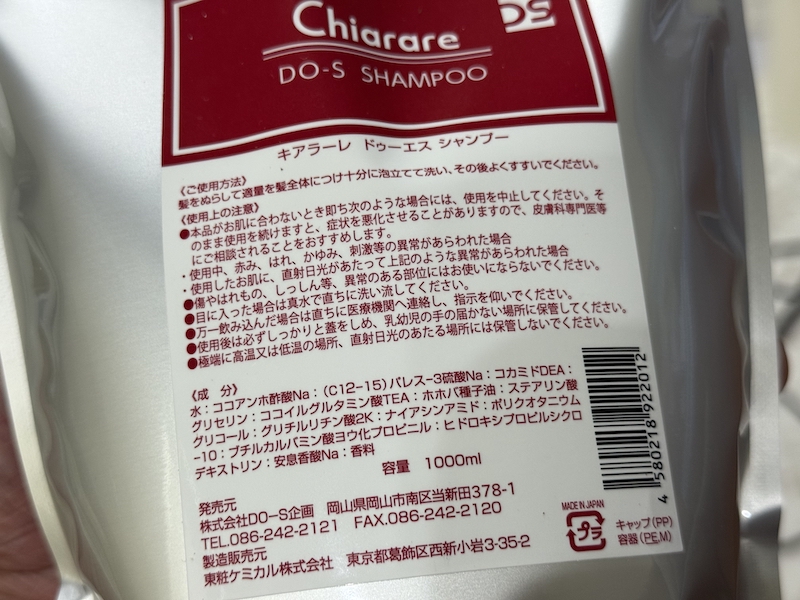 Chiarare
DS
DO-S SHAMPOO
キアラーレ ドゥーエス シャンプー
《ご使用方法》
髪をぬらして適量を髪全体につけ十分に泡立てて洗い、その後よくすすいでください。
《使用上の注意》
●本品がお肌に合わないとき即ち次のような場合には、使用を中止してください。そ
のまま使用を続けますと、症状を悪化させることがありますので、皮膚科専門医等
にご相談されることをおすすめします。
・使用中、赤み、はれ、かゆみ、刺激等の異常があらわれた場合
・使用したお肌に、直射日光があたって上記のような異常があらわれた場合
●傷やはれもの、しっしん等、異常のある部位にはお使いにならないでください。
●目に入った場合は真水で直ちに洗い流してください。
●万一飲み込んだ場合は直ちに医療機関へ連絡し、指示を仰いでください。
●使用後は必ずしっかりと蓋をしめ、乳幼児の手の届かない場所に保管してください。
●極端に高温又は低温の場所、直射日光のあたる場所には保管しないでください。
《成 分》
水：ココアンホ酢酸Na：（C12-15）パレス-3硫酸Na：コカミドDEA：
グリセリン：ココイルグルタミン酸TEA：ホホバ種子油：ステアリン酸
グリコール：グリチルリチン酸2K：ナイアシンアミド：ポリクオタニウム
-10：ブチルカルバミン酸ヨウ化プロピニル：ヒドロキシプロピルシクロ
デキストリン：安息香酸Na：香料
容量 1000ml
4 580218 922012
発売元
株式会社DO-S企画 岡山県岡山市南区当新田378-1
TEL.086-242-2121 FAX.086-242-2120
製造販売元
東粧ケミカル株式会社 東京都葛飾区西新小岩3-35-2
MADE IN JAPAN
プラ
キャップ(PP)
容器(PE,M)